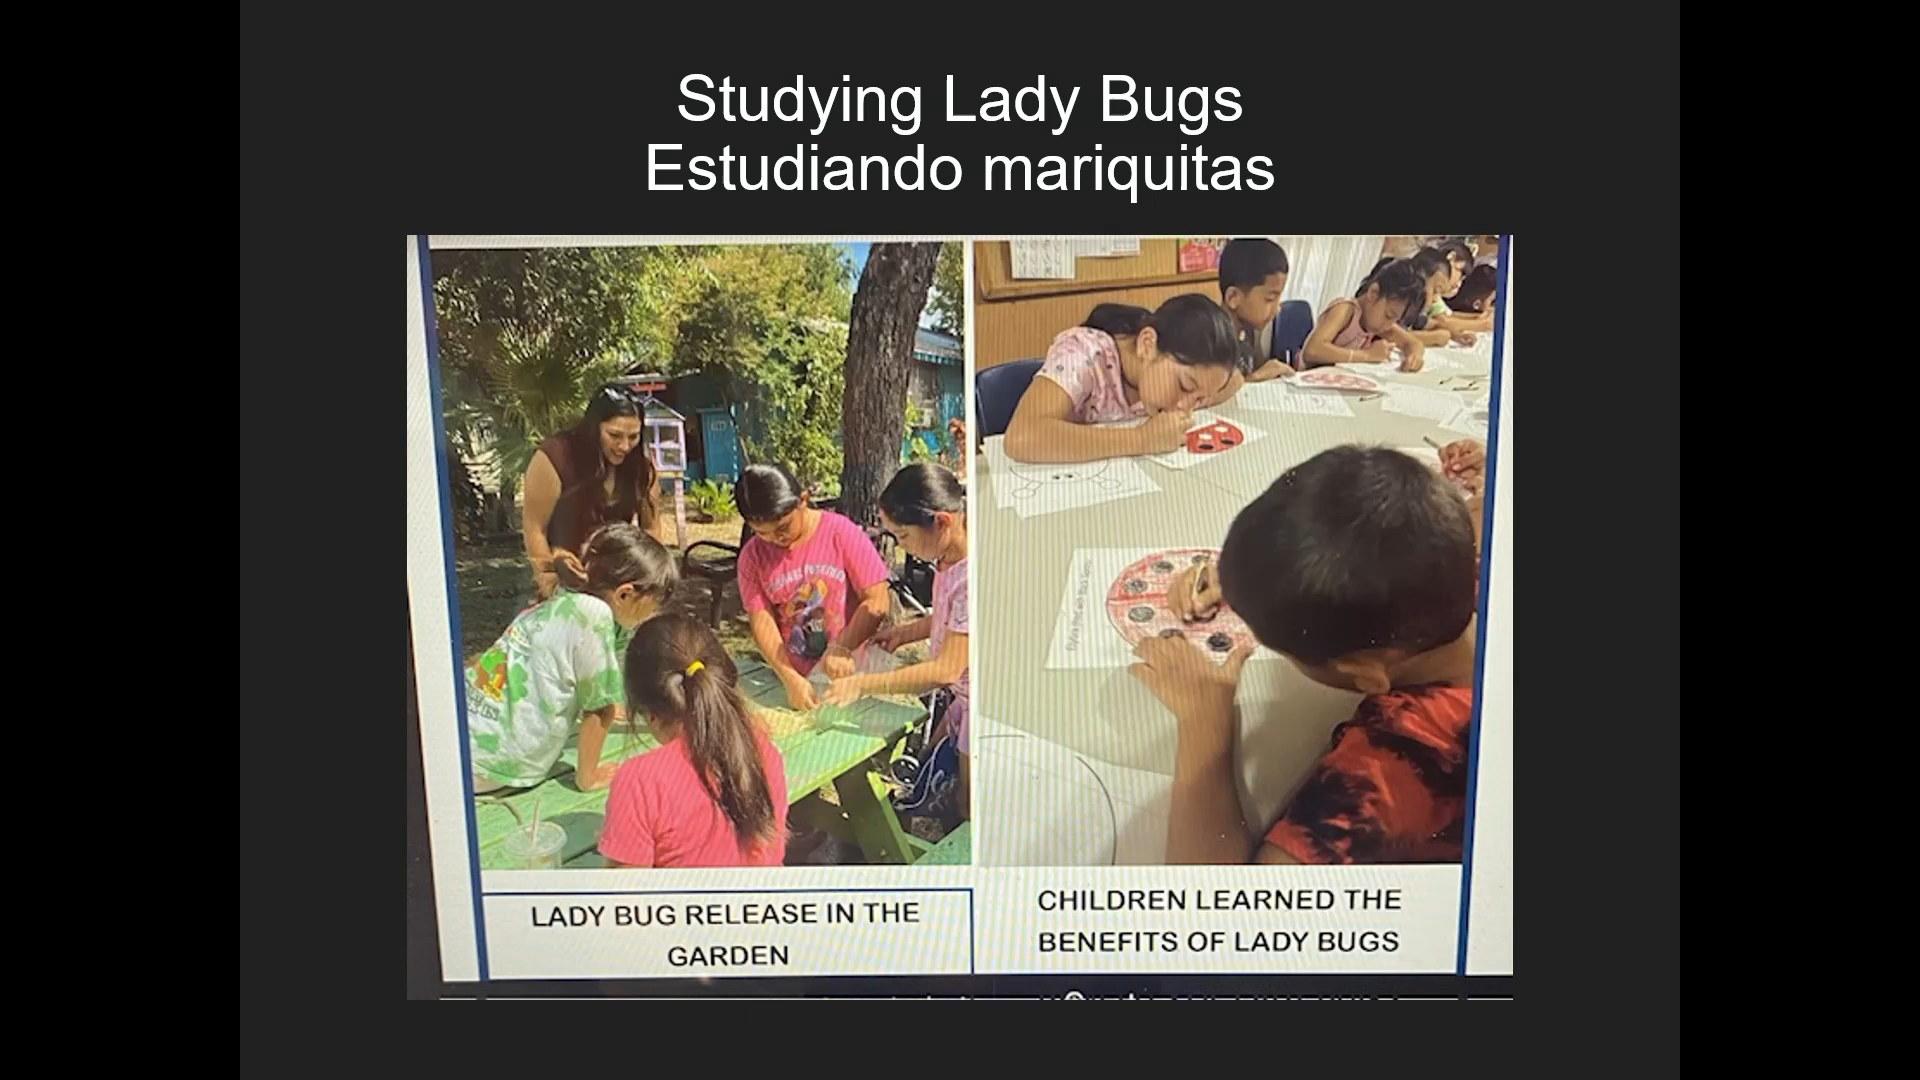 Studying Lady Bugs
Estudiando mariquitas
LADY BUG RELEASE IN THE
GARDEN
CHILDREN LEARNED THE
BENEFITS OF LADY BUGS